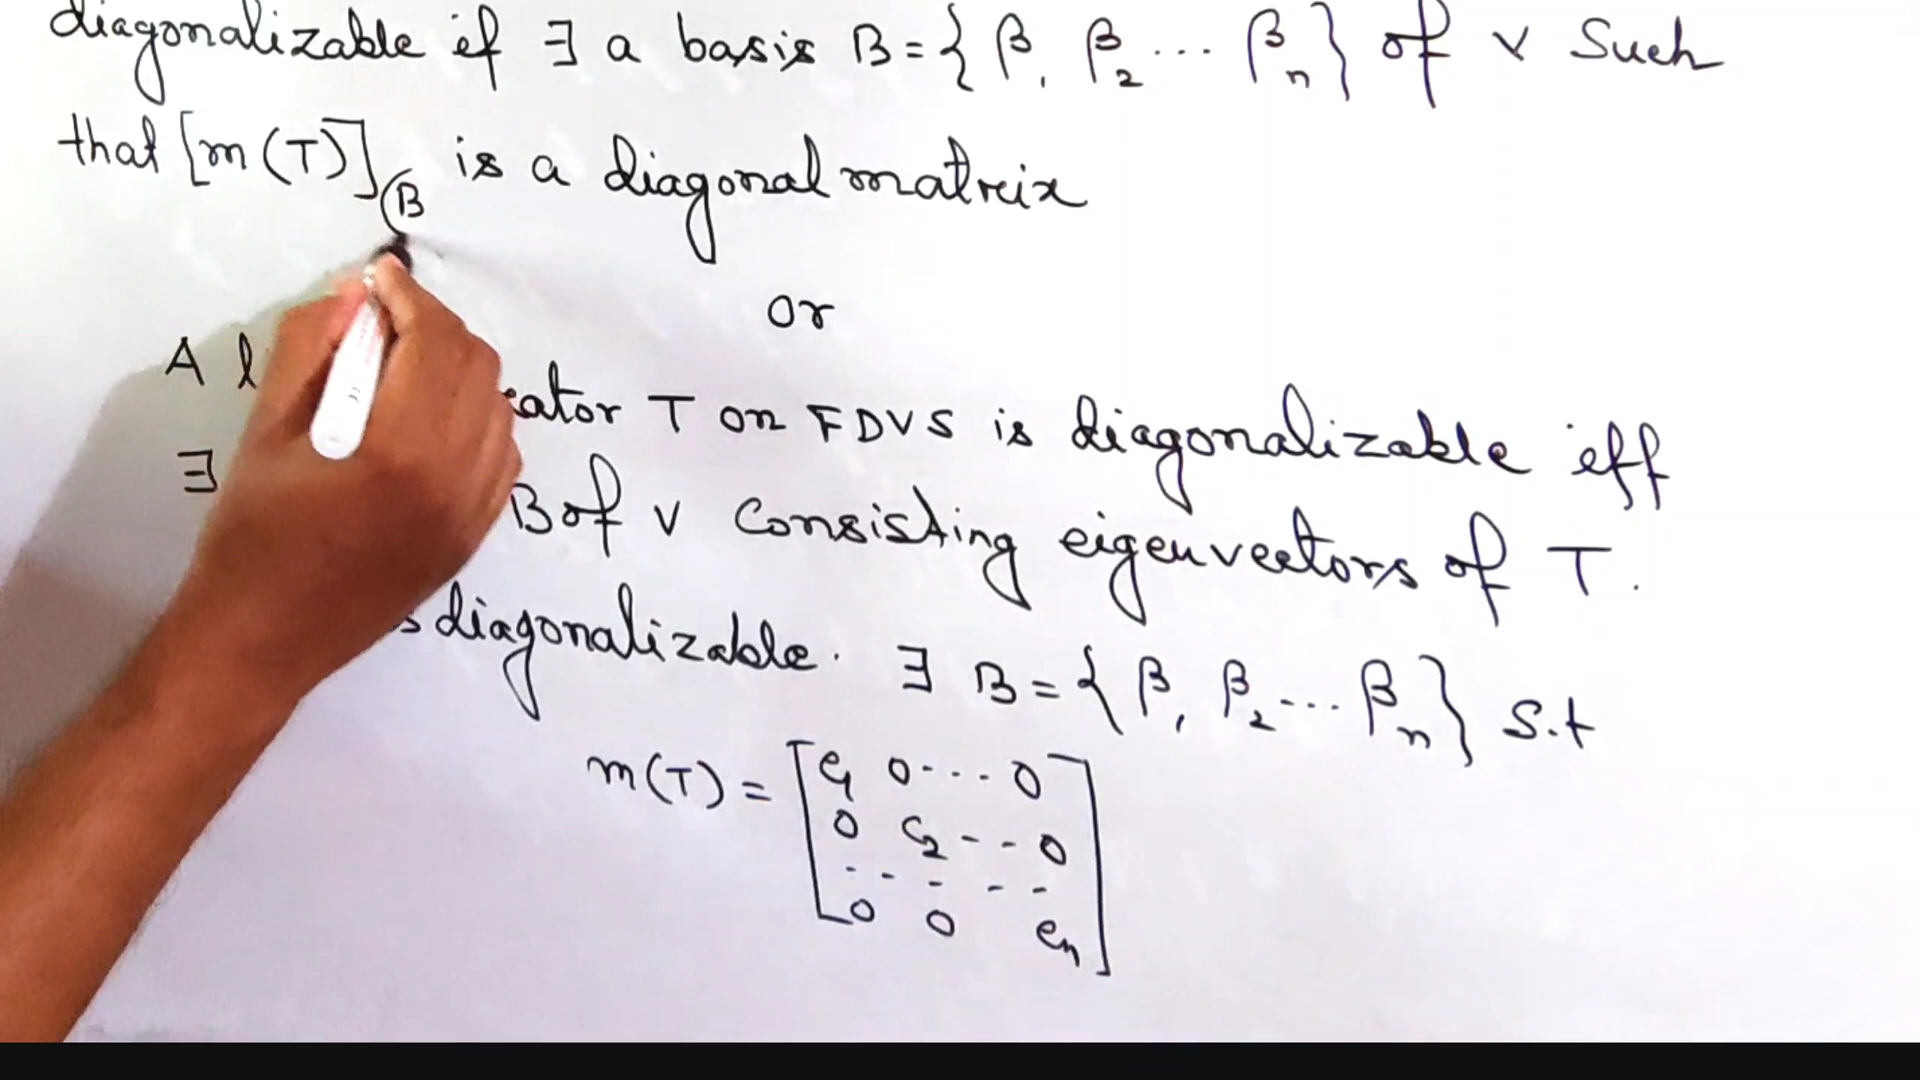 diagonalizable if ∃ a basis B = {β₁ β₂ ... βₙ} of V Such
that [m(T)]_B is a diagonal matrix
or
A l ator T on FDVS is diagonalizable iff
∃ B of V Consisting eigenvectors of T.
s diagonalizable. ∃ B = {β₁ β₂ ... βₙ} S.t
m(T) = [c₁ 0 ... 0
0 c₂ - - 0
. - - - -
0 0 cₙ]